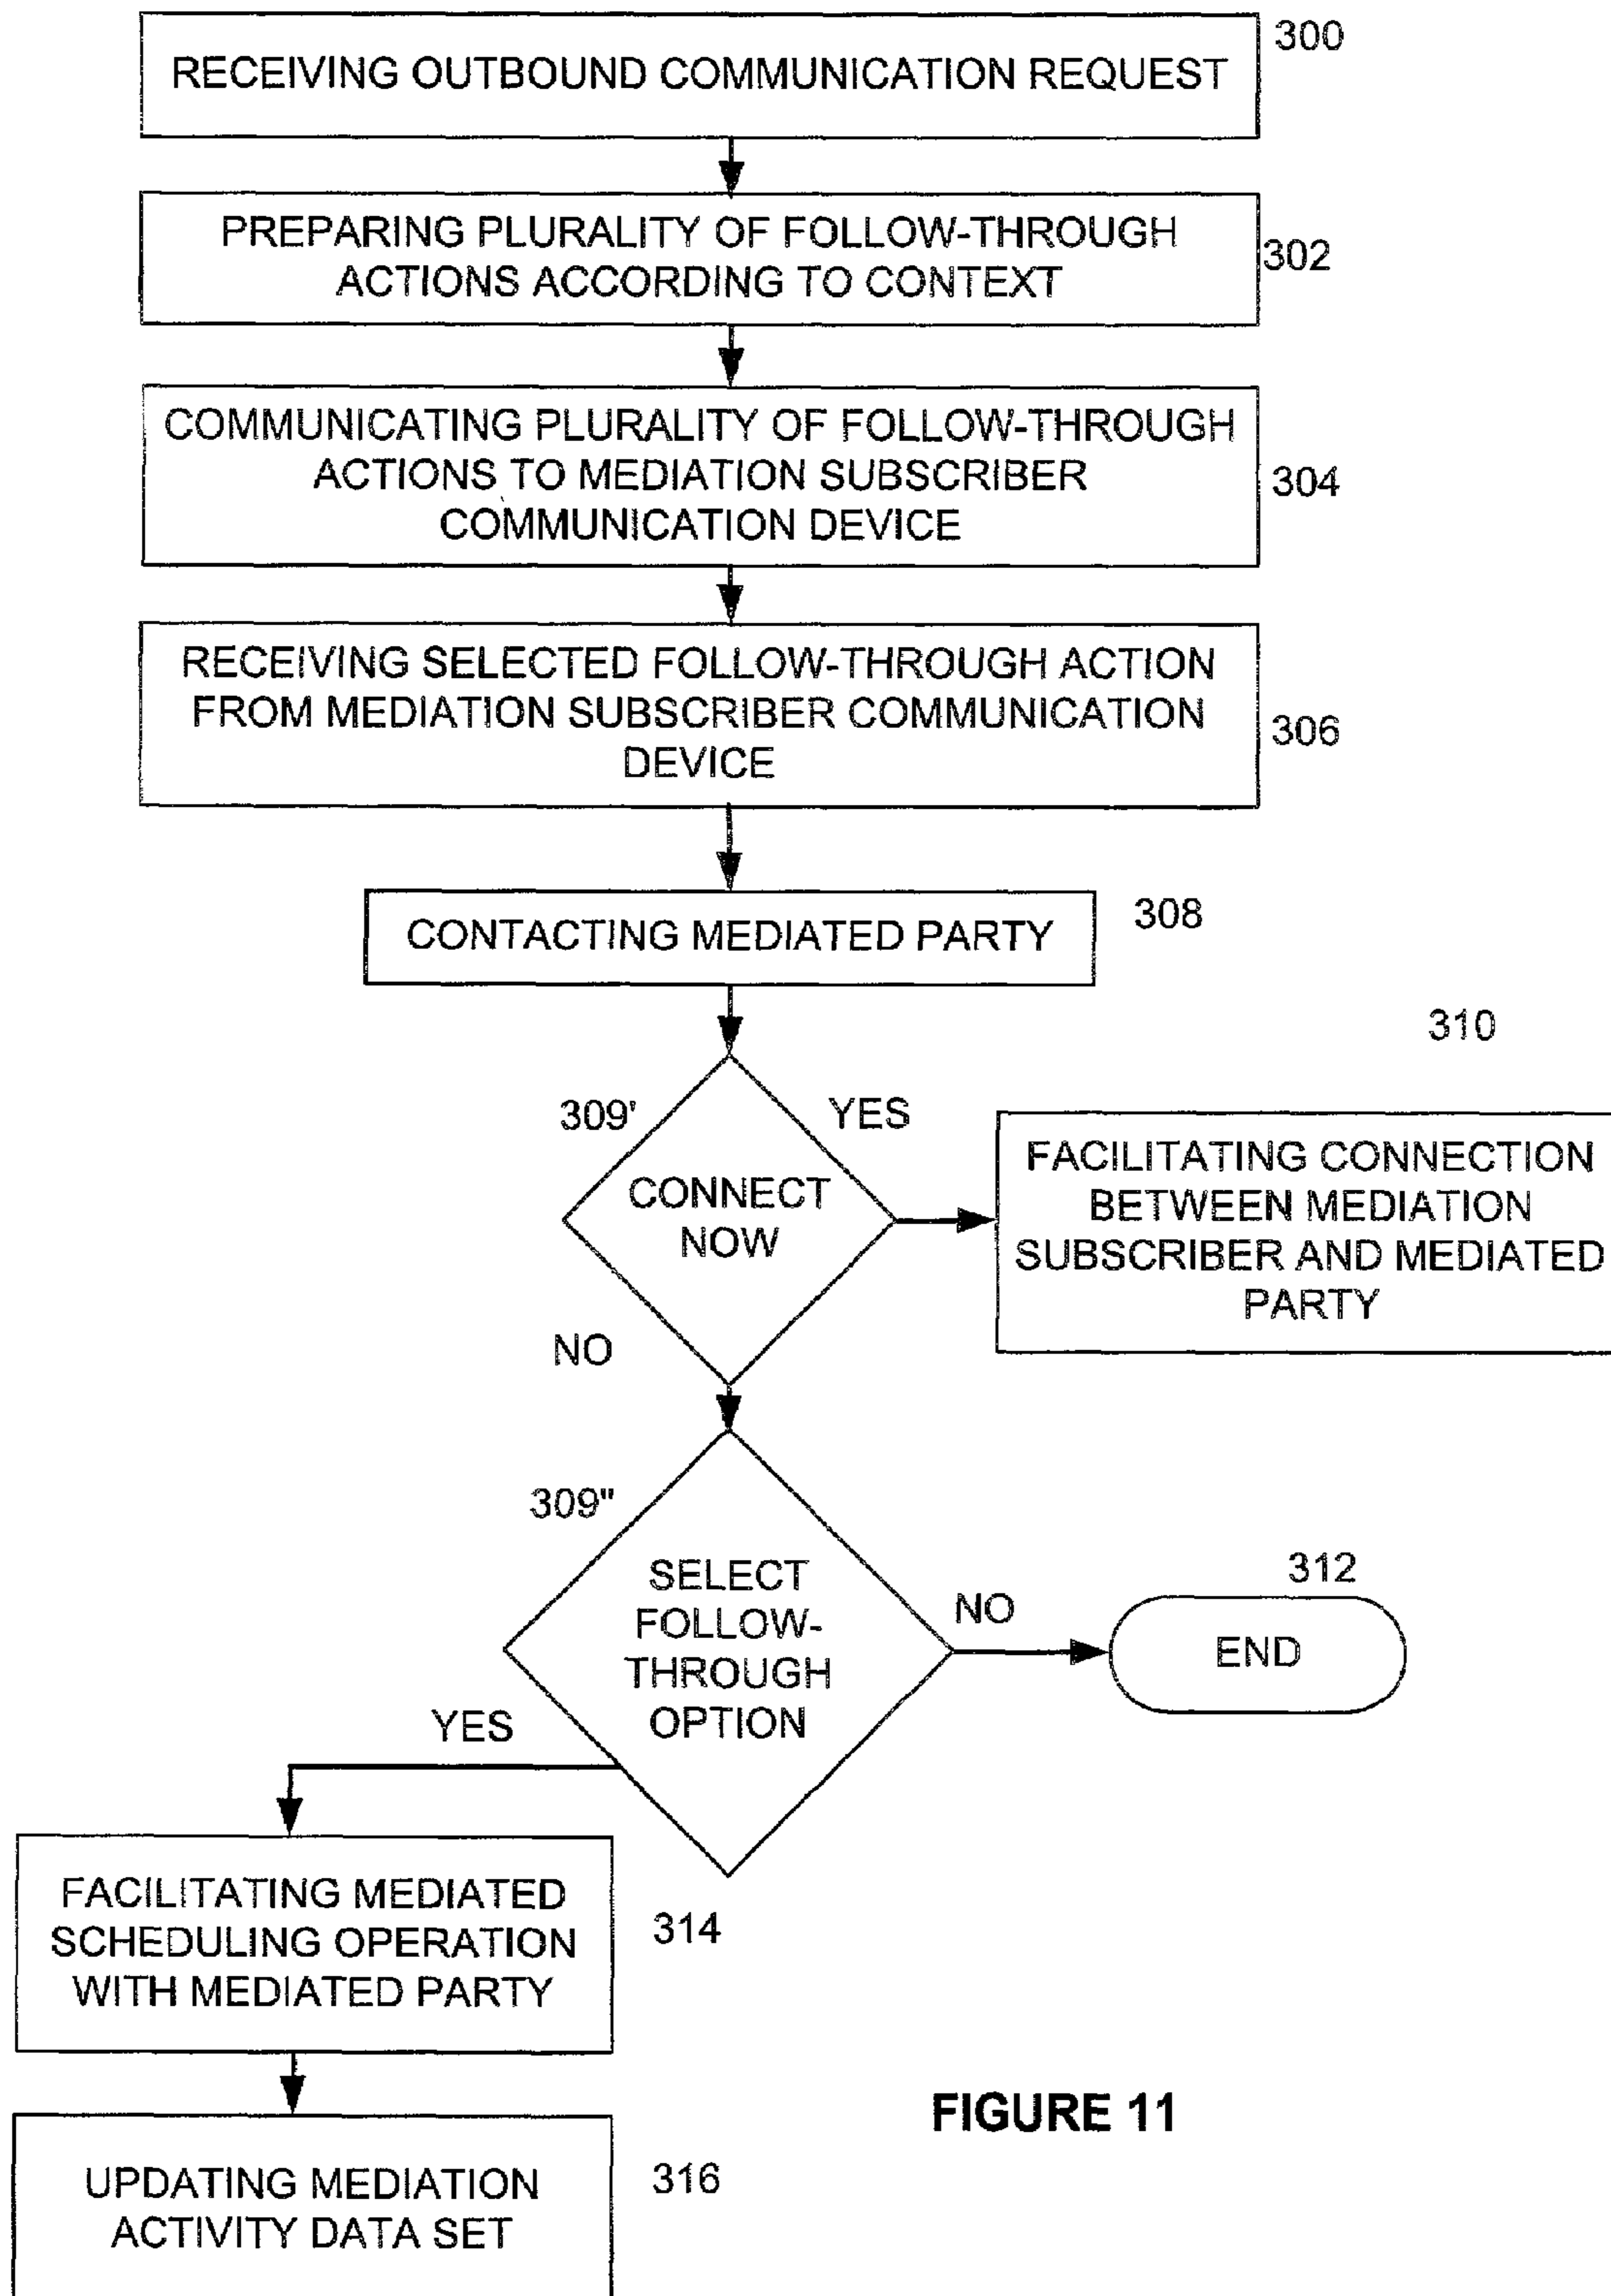 300
RECEIVING OUTBOUND COMMUNICATION REQUEST
PREPARING PLURALITY OF FOLLOW-THROUGH
ACTIONS ACCORDING TO CONTEXT
302
COMMUNICATING PLURALITY OF FOLLOW-THROUGH
ACTIONS TO MEDIATION SUBSCRIBER
COMMUNICATION DEVICE
304
RECEIVING SELECTED FOLLOW-THROUGH ACTION
FROM MEDIATION SUBSCRIBER COMMUNICATION
DEVICE
306
CONTACTING MEDIATED PARTY
308
309'
CONNECT
NOW
YES
310
FACILITATING CONNECTION
BETWEEN MEDIATION
SUBSCRIBER AND MEDIATED
PARTY
NO
309"
SELECT
FOLLOW-
THROUGH
OPTION
NO
312
END
YES
FACILITATING MEDIATED
SCHEDULING OPERATION
WITH MEDIATED PARTY
314
UPDATING MEDIATION
ACTIVITY DATA SET
316
FIGURE 11